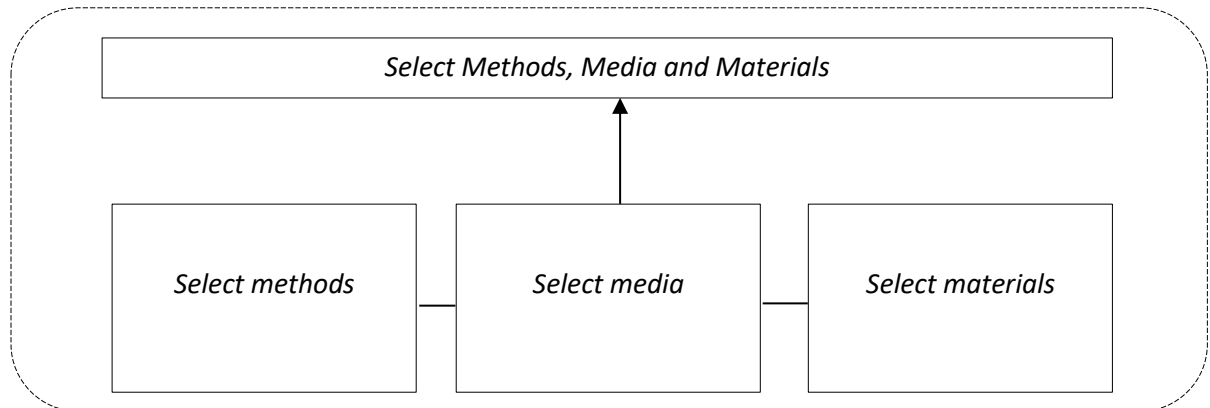 Select Methods, Media and Materials
Select methods
Select media
Select materials